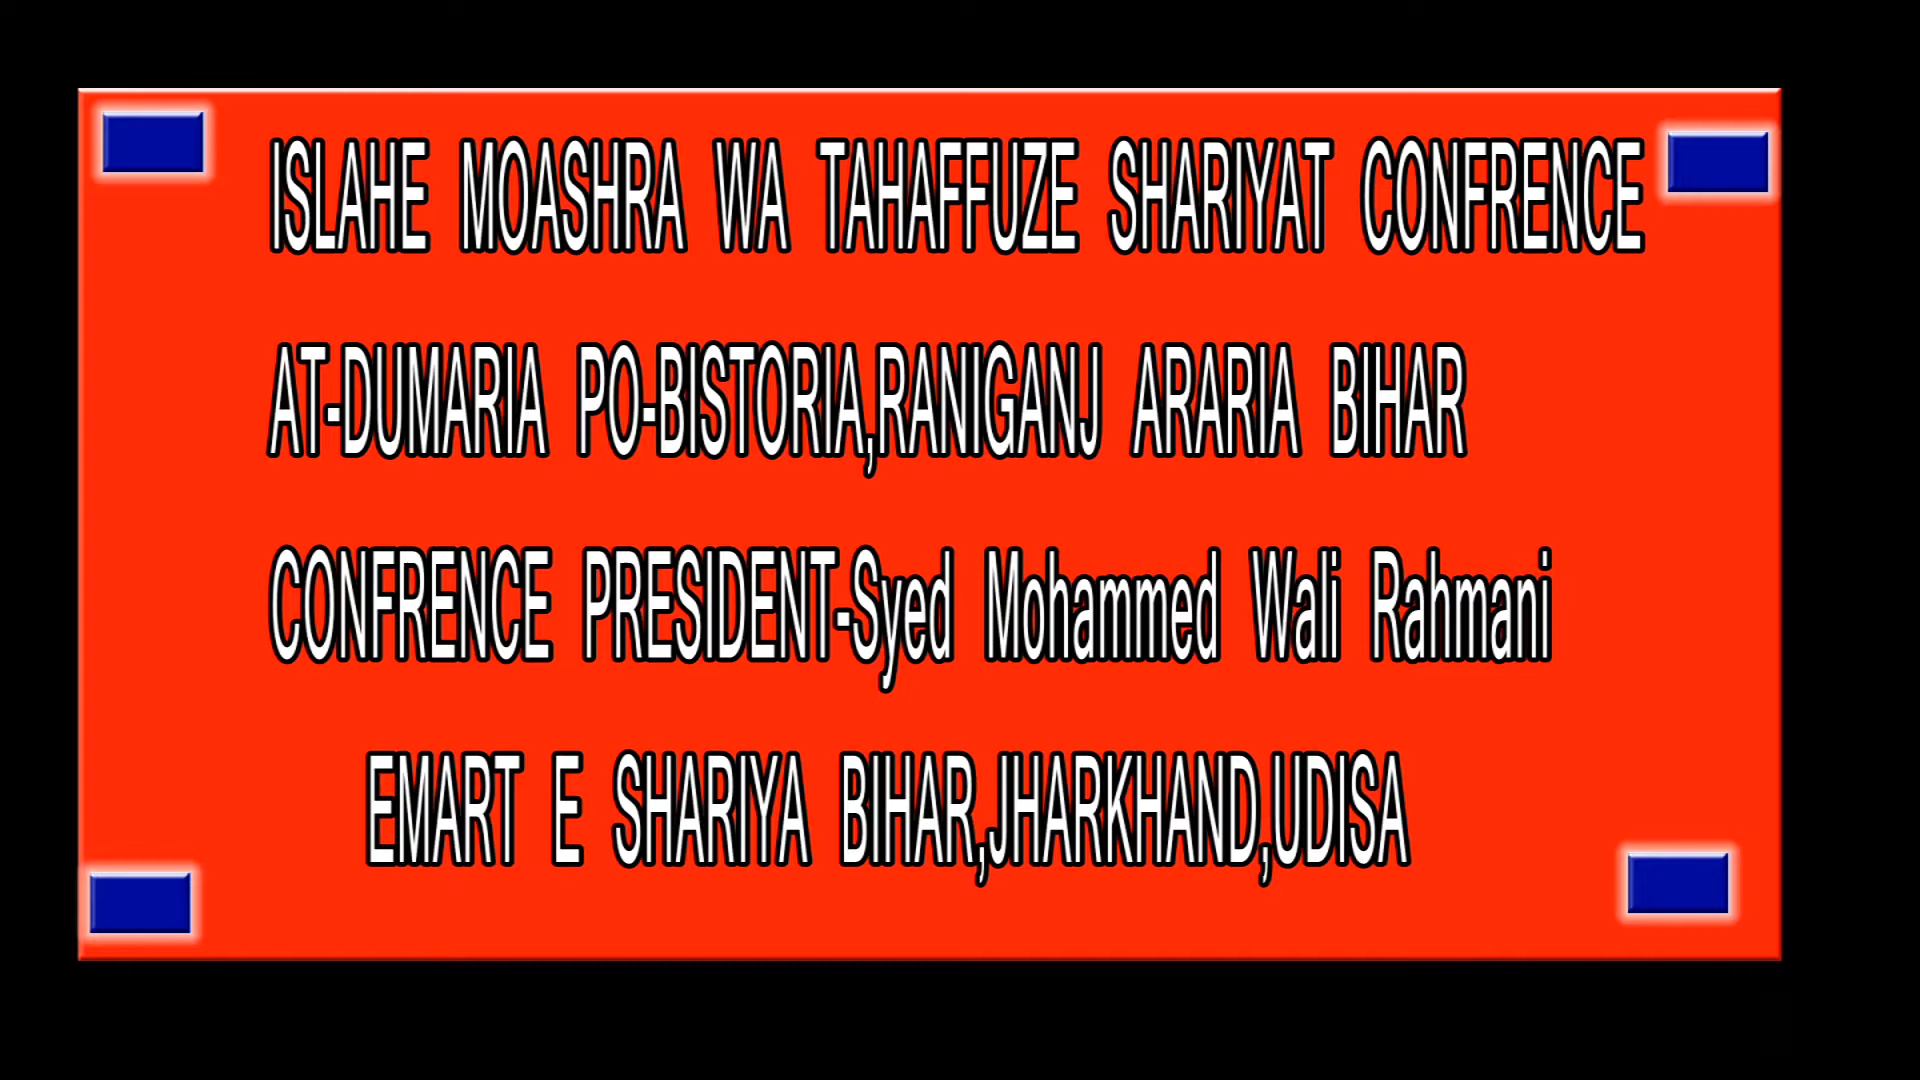 ISLAHE MOASHRA WA TAHAFFUZE SHARIYAT CONFRENCE
AT-DUMARIA PO-BISTORIA,RANIGANJ ARARIA BIHAR
CONFRENCE PRESIDENT-Syed Mohammed Wali Rahmani
EMART E SHARIYA BIHAR,JHARKHAND,UDISA